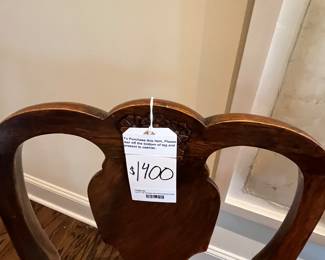 To Purchase this item, Please
tear off the bottom of tag and
present to cashier.
$1400